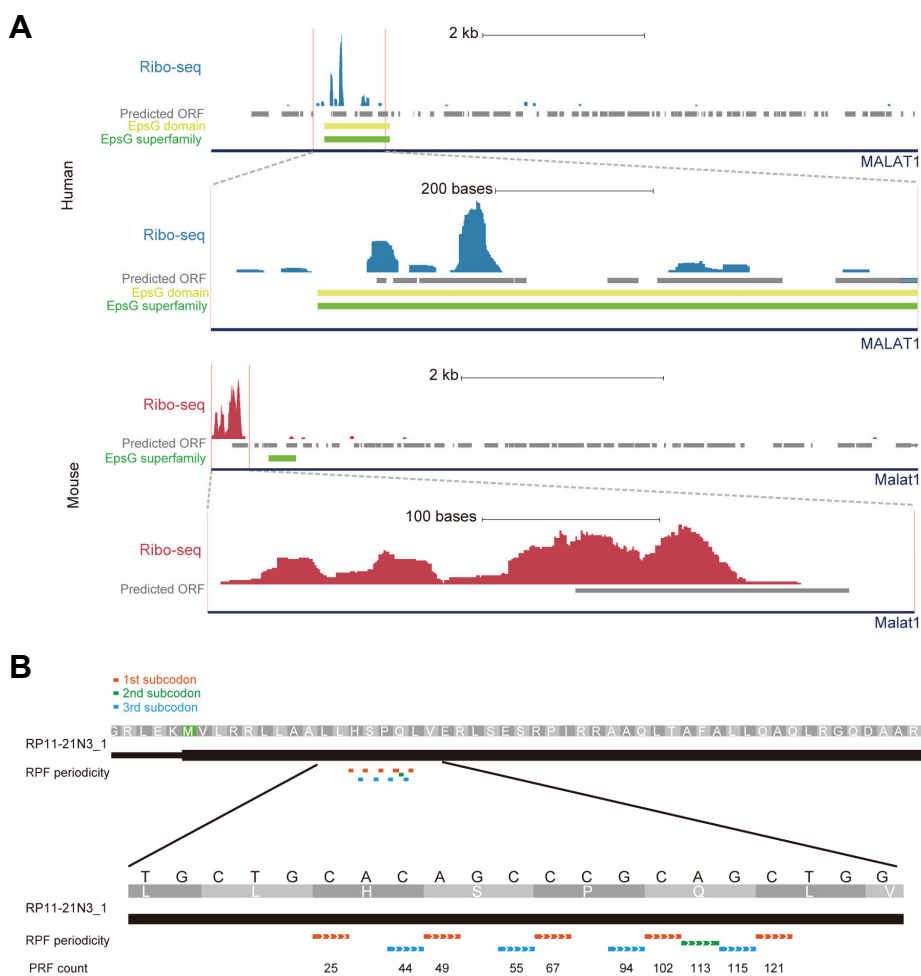 A
2 kb
Ribo-seq
Predicted ORF
EpsG domain
EpsG superfamily
MALAT1
Human
200 bases
Ribo-seq
Predicted ORF
EpsG domain
EpsG superfamily
MALAT1
2 kb
Ribo-seq
Predicted ORF
EpsG superfamily
Malat1
Mouse
100 bases
Ribo-seq
Predicted ORF
Malat1
B
1st subcodon
2nd subcodon
3rd subcodon
G R L E K M V L R R L L A A L L H S P Q L V E R L S E S R P I R R A A Q L T A F A L L Q A Q L R G Q D A A R
RP11-21N3_1
RPF periodicity
T G C T G C A C A G C C C G C A G C T G G
L L H S P Q L V
RP11-21N3_1
RPF periodicity
PRF count 25 44 49 55 67 94 102 113 115 121